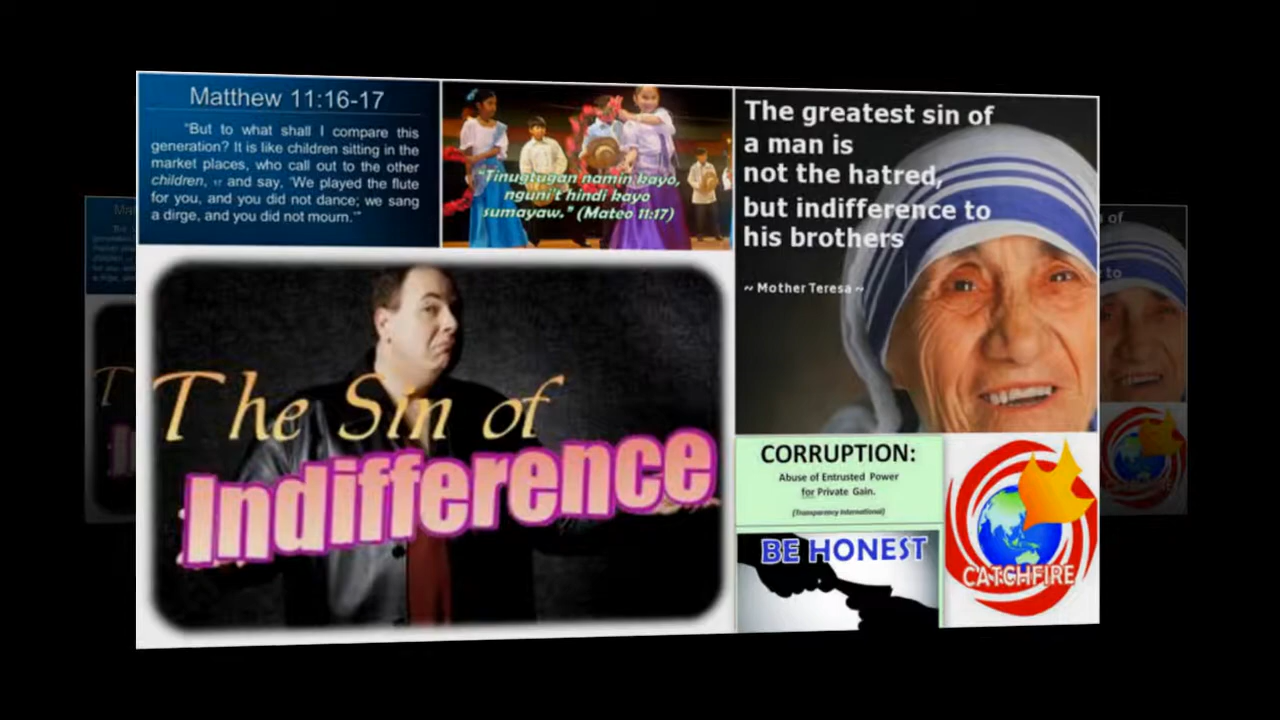 Matthew 11:16-17
"But to what shall I compare this
generation? It is like children sitting in the
market places, who call out to the other
children, 17 and say, 'We played the flute
for you, and you did not dance; we sang
a dirge, and you did not mourn.'"
"Tinugtugan namin kayo,
nguni't hindi kayo
sumayaw." (Mateo 11:17)
The greatest sin of
a man is
not the hatred,
but indifference to
his brothers
~ Mother Teresa ~
The Sin of
Indifference
CORRUPTION:
Abuse of Entrusted Power
for Private Gain.
(Transparency International)
BE HONEST
CATCHFIRE